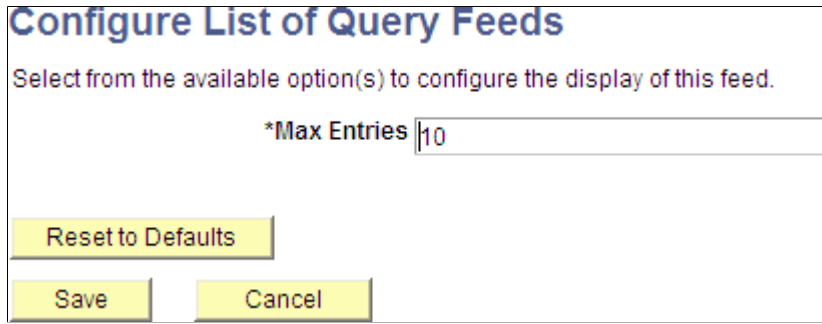 Configure List of Query Feeds
Select from the available option(s) to configure the display of this feed.
*Max Entries 10
Reset to Defaults
Save Cancel